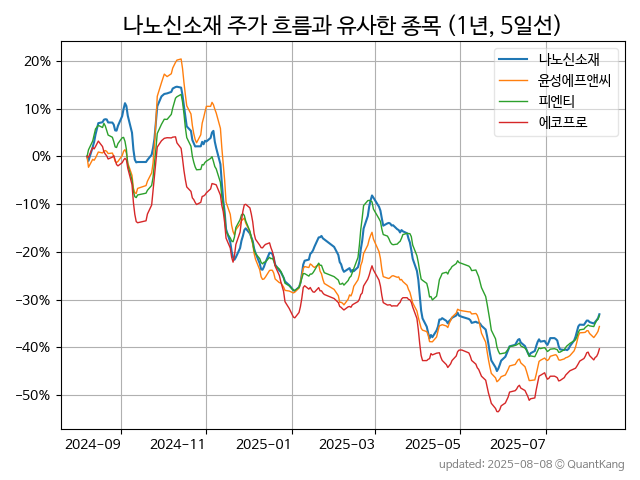 나노신소재 주가 흐름과 유사한 종목 (1년, 5일선)
나노신소재
윤성에프앤씨
피엔티
에코프로
20%
10%
0%
−10%
−20%
−30%
−40%
−50%
2024-09 2024-11 2025-01 2025-03 2025-05 2025-07
updated: 2025-08-08 © QuantKang